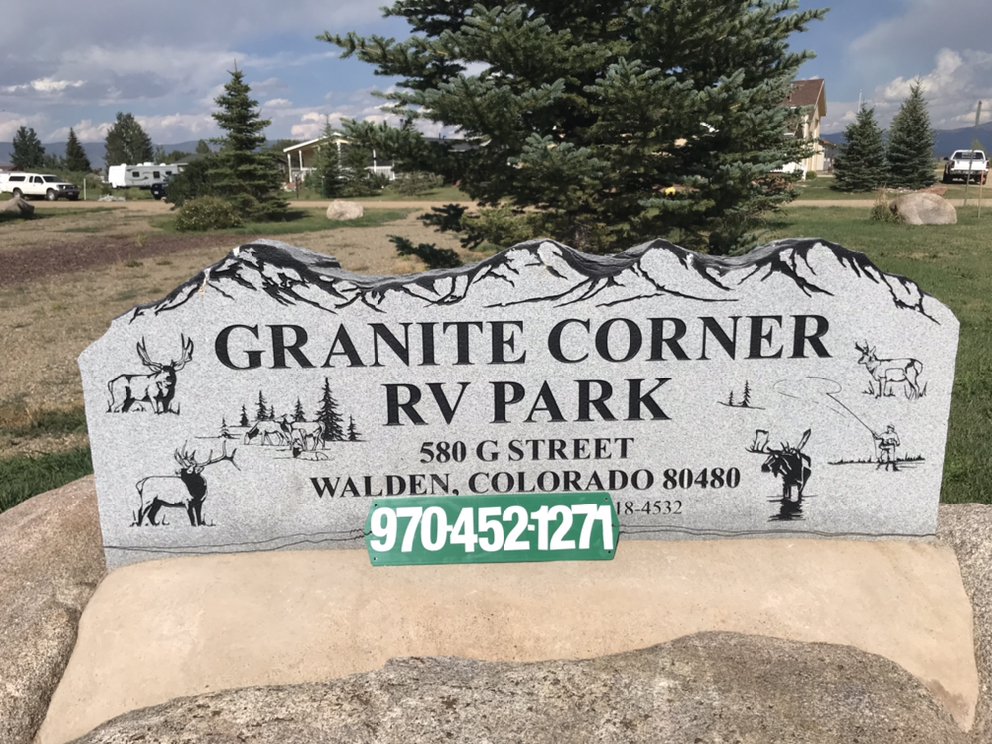 GRANITE CORNER
RV PARK
580 G STREET
WALDEN, COLORADO 80480
18-4532
970-452-1271